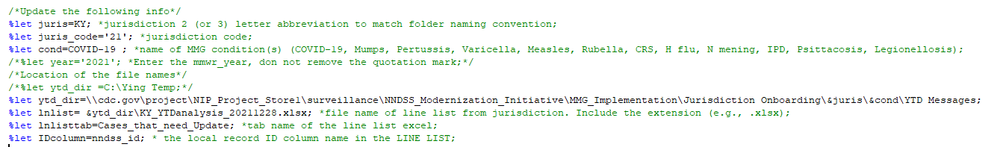 /*Update the following info*/
%let juris=KY; *jurisdiction 2 (or 3) letter abbreviation to match folder naming convention;
%let juris_code='21'; *jurisdiction code;
%let cond=COVID-19 ; *name of MMG condition(s) (COVID-19, Mumps, Pertussis, Varicella, Measles, Rubella, CRS, H flu, N mening, IPD, Psittacosis, Legionellosis);
/*%let year='2021'; *Enter the mmwr_year, don not remove the quotation mark;*/
/*Location of the file names*/
/*%let ytd_dir =C:\Ying Temp;*/
%let ytd_dir=\\cdc.gov\project\NIP_Project_Store1\surveillance\NNDSS_Modernization_Initiative\MMG_Implementation\Jurisdiction Onboarding\&juris\&cond\YTD Messages;
%let lnlist= &ytd_dir\KY_YTDanalysis_20211228.xlsx; *file name of line list from jurisdiction. Include the extension (e.g., .xlsx);
%let lnlisttab=Cases_that_need_Update; *tab name of the line list excel;
%let IDcolumn=nndss_id; * the local record ID column name in the LINE LIST;